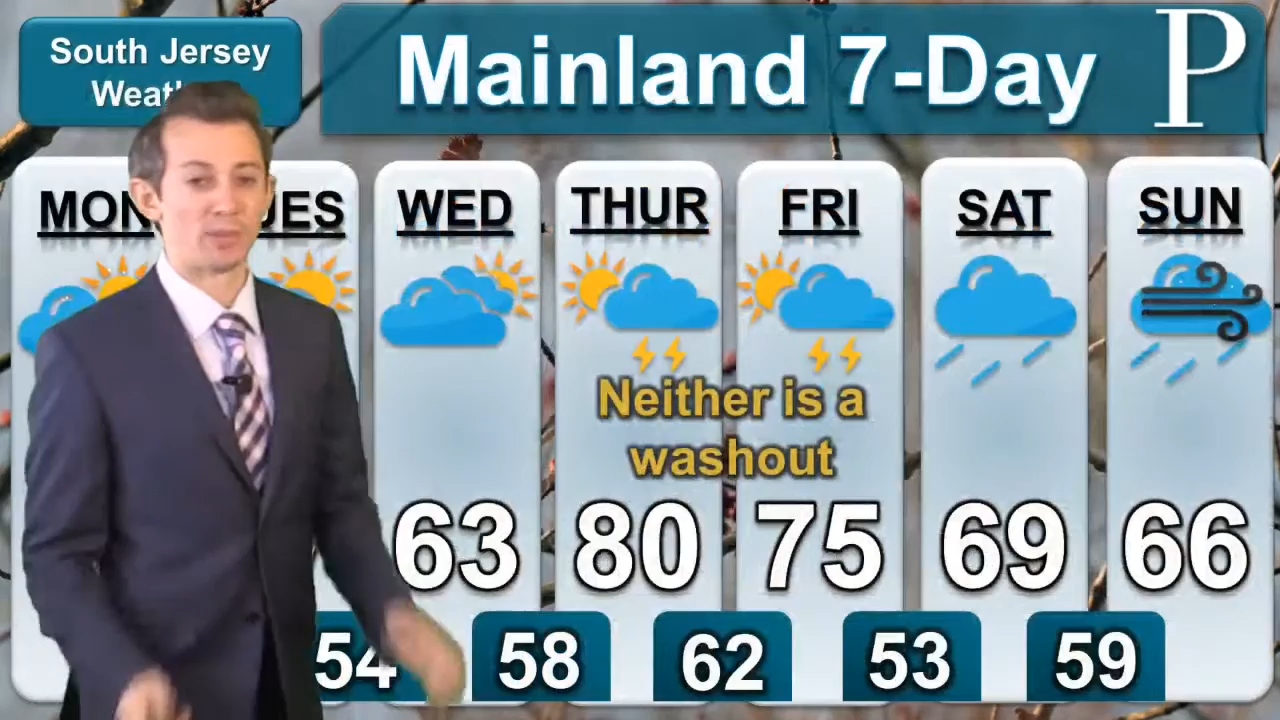 South Jersey
Mainland 7-Day
P
WED
THUR
FRI
SAT
SUN
Neither is a
washout
63
80
75
69
66
54
58
62
53
59